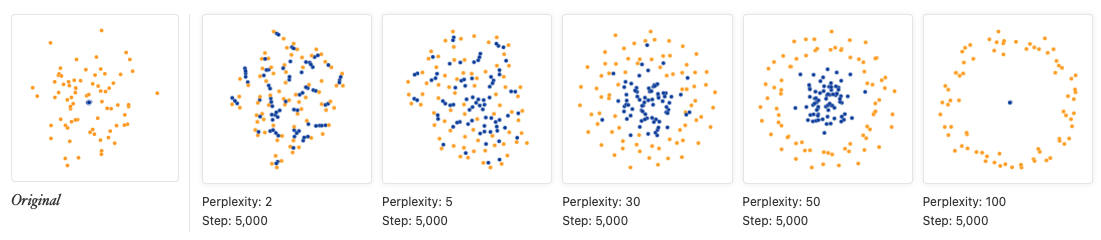 Original
Perplexity: 2
Step: 5,000
Perplexity: 5
Step: 5,000
Perplexity: 30
Step: 5,000
Perplexity: 50
Step: 5,000
Perplexity: 100
Step: 5,000